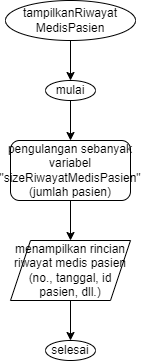 tampilkanRiwayat
MedisPasien
mulai
pengulangan sebanyak
variabel
"sizeRiwayatMedisPasien"
(jumlah pasien)
menampilkan rincian
riwayat medis pasien
(no., tanggal, id
pasien, dll.)
selesai